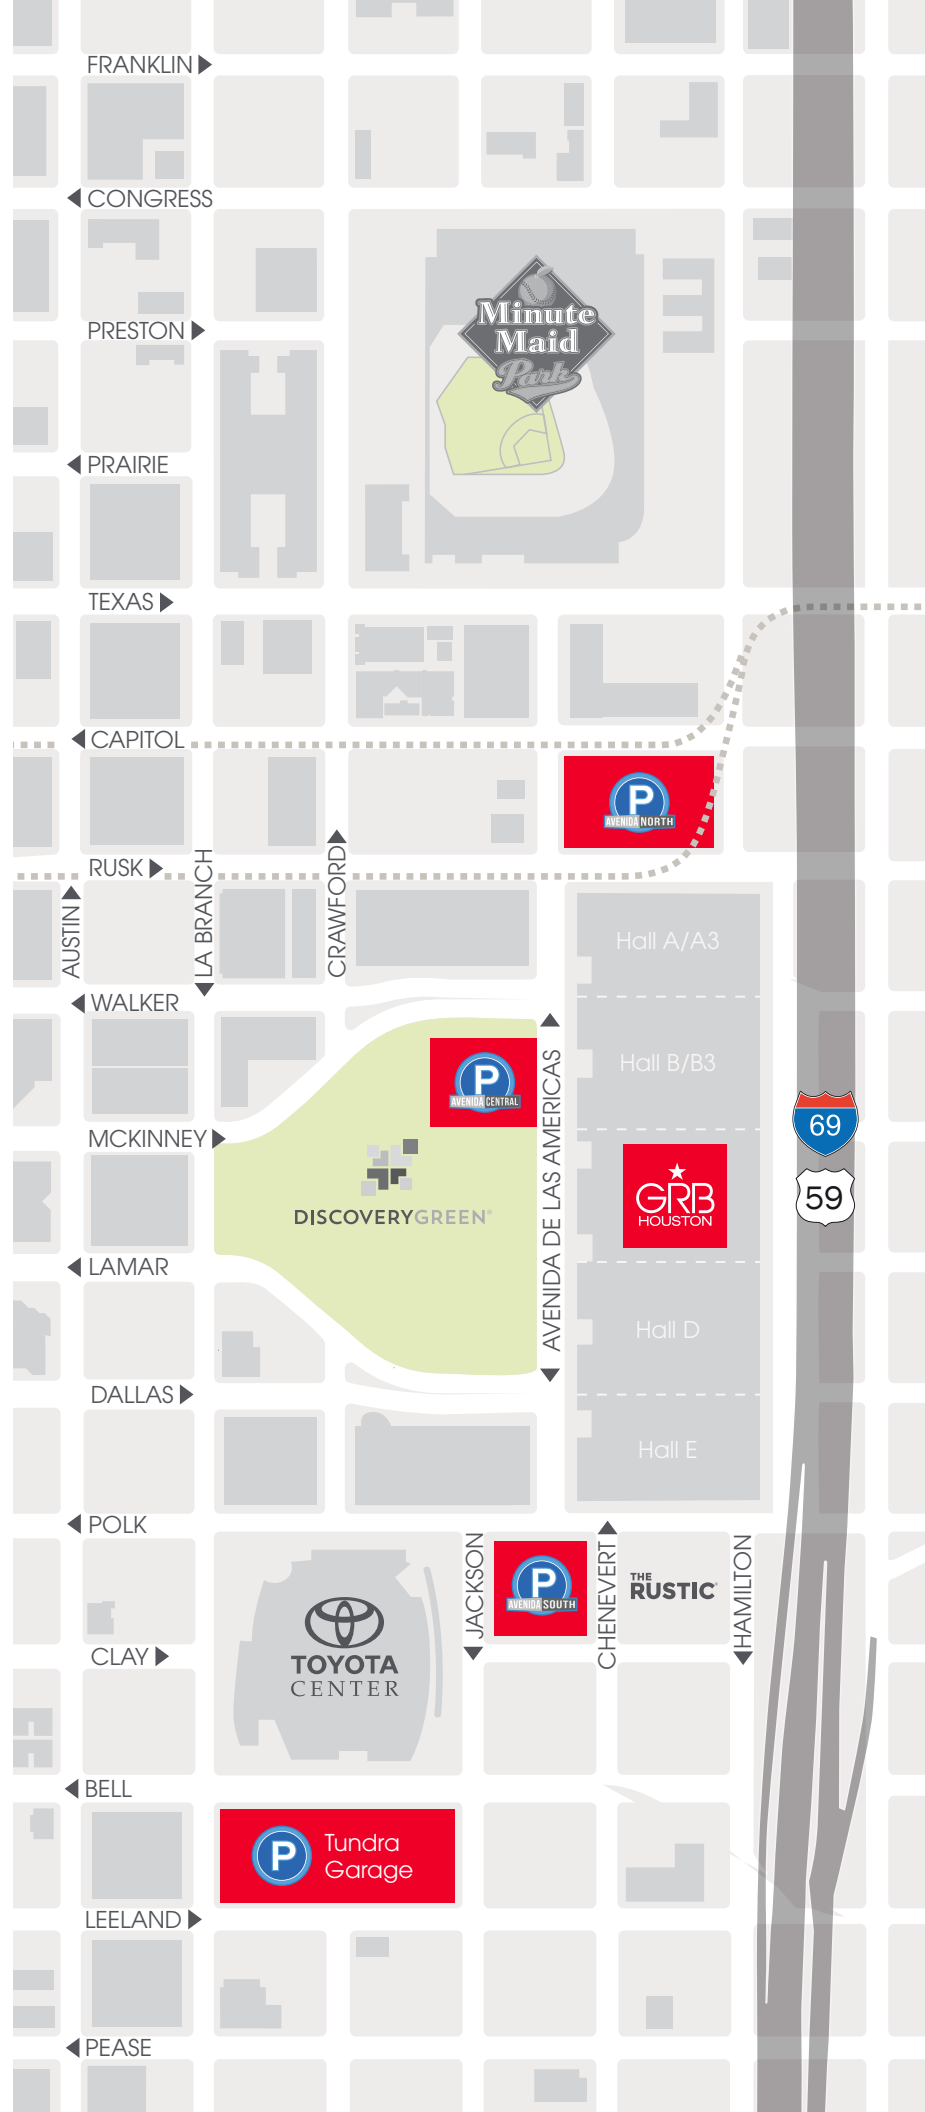 FRANKLIN
CONGRESS
Minute
Maid
Park
PRESTON
PRAIRIE
TEXAS
CAPITOL
P
AVENIDA NORTH
RUSK
AUSTIN
LA BRANCH
CRAWFORD
Hall A/A3
WALKER
AVENIDA DE LAS AMERICAS
Hall B/B3
P
AVENIDA CENTRAL
69
MCKINNEY
GRB
HOUSTON
59
DISCOVERYGREEN®
LAMAR
Hall D
DALLAS
Hall E
POLK
JACKSON
P
AVENIDA SOUTH
CHENEVERT
THE
RUSTIC
HAMILTON
TOYOTA
CENTER
CLAY
BELL
P
Tundra
Garage
LEELAND
PEASE